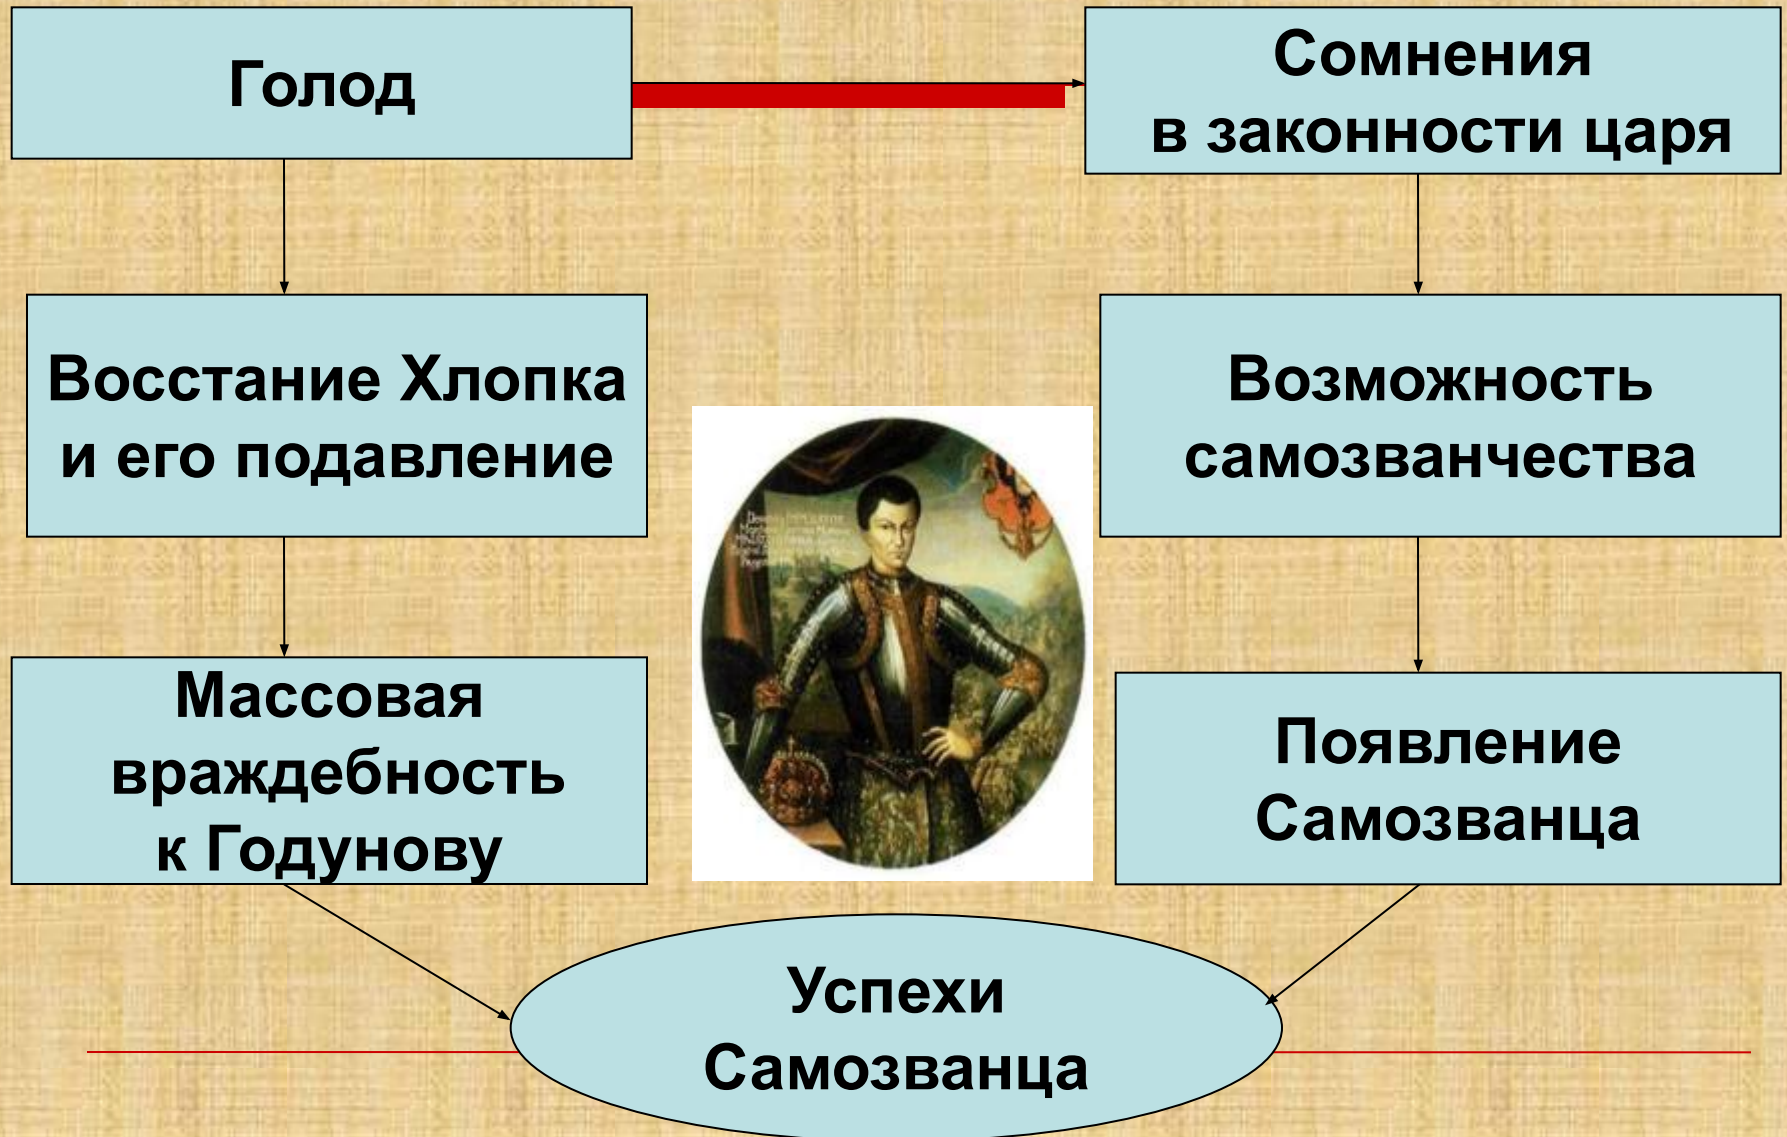 Голод
Сомнения
в законности царя
Восстание Хлопка
и его подавление
Возможность
самозванчества
Массовая
враждебность
к Годунову
Появление
Самозванца
Успехи
Самозванца